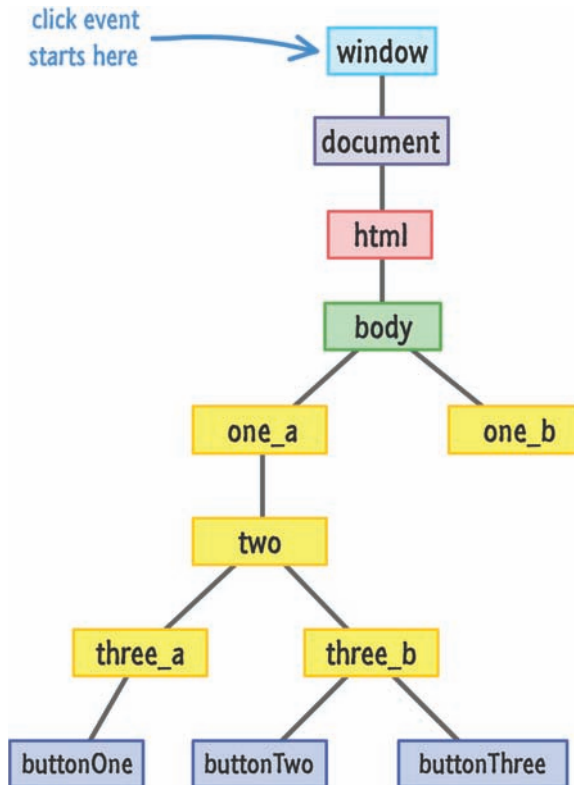 click event
starts here
window
document
html
body
one_a
one_b
two
three_a
three_b
buttonOne
buttonTwo
buttonThree